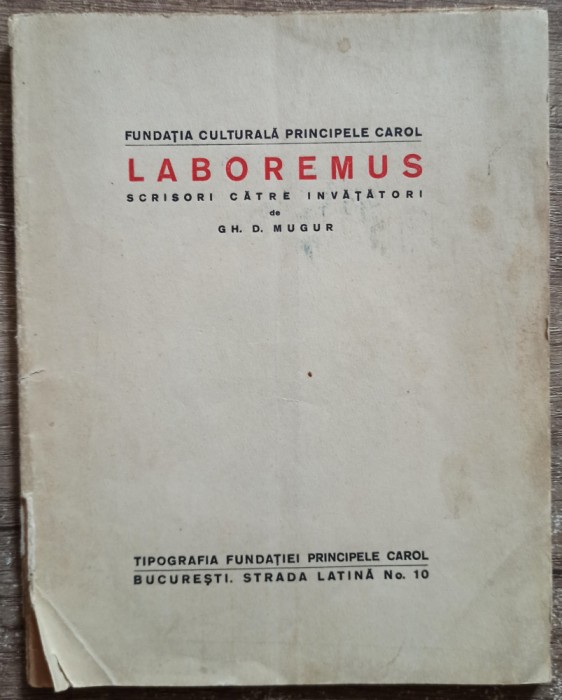 FUNDAȚIA CULTURALĂ PRINCIPELE CAROL
LABOREMUS
SCRISORI CĂTRE INVĂȚĂTORI
de
GH. D. MUGUR
TIPOGRAFIA FUNDAȚIEI PRINCIPELE CAROL
BUCUREȘTI. STRADA LATINĂ No. 10